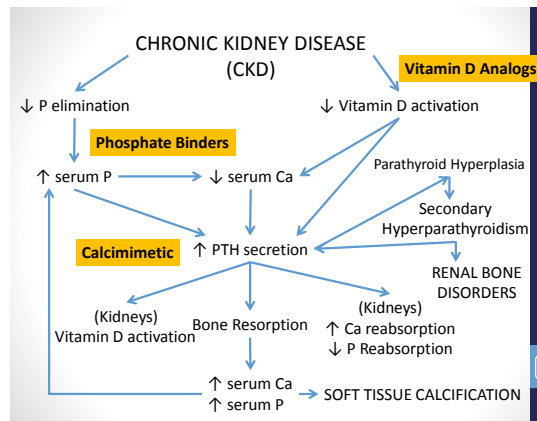 CHRONIC KIDNEY DISEASE
(CKD)
Vitamin D Analogs
↓ P elimination
↓ Vitamin D activation
Phosphate Binders
Parathyroid Hyperplasia
↑ serum P
↓ serum Ca
Secondary
Hyperparathyroidism
Calcimimetic
↑ PTH secretion
RENAL BONE
DISORDERS
(Kidneys)
Vitamin D activation
Bone Resorption
(Kidneys)
↑ Ca reabsorption
↓ P Reabsorption
↑ serum Ca
↑ serum P
SOFT TISSUE CALCIFICATION